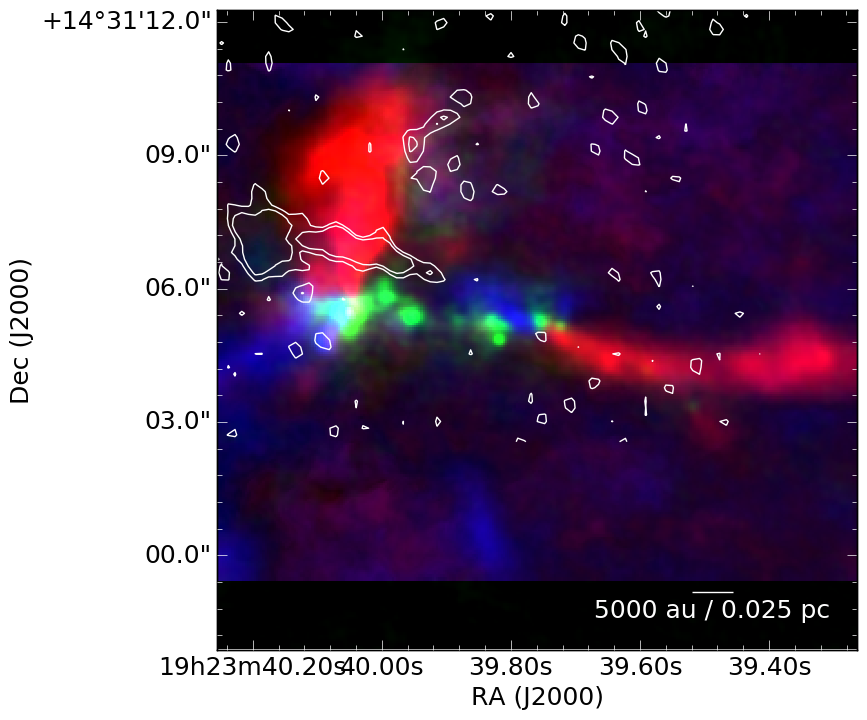 +14°31'12.0"
09.0"
06.0"
03.0"
00.0"
Dec (J2000)
5000 au / 0.025 pc
19h23m40.20s 40.00s 39.80s 39.60s 39.40s
RA (J2000)